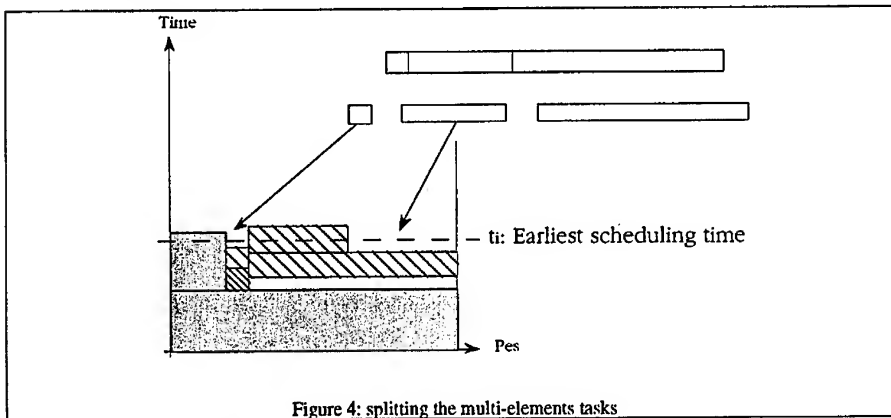 Time
ti: Earliest scheduling time
Pes
Figure 4: splitting the multi-elements tasks